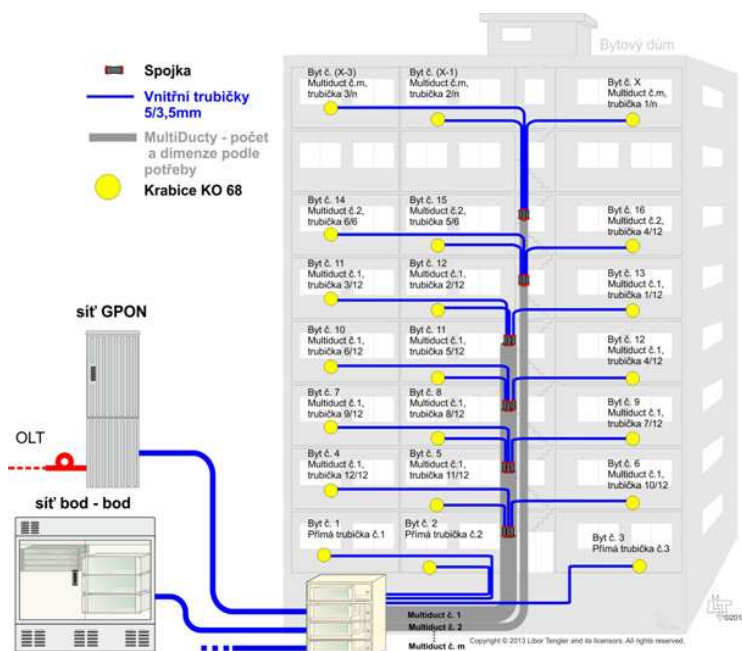 Bytový dům
Spojka
Vnitřní trubičky
5/3,5mm
MultiDucty - počet
a dimenze podle
potřeby
Krabice KO 68
Byt č. (X-3)
Multiduct č.m,
trubička 3/n
Byt č. (X-1)
Multiduct č.m,
trubička 2/n
Byt č. X
Multiduct č.m,
trubička 1/n
Byt č. 14
Multiduct č.2,
trubička 6/6
Byt č. 15
Multiduct č.2,
trubička 5/6
Byt č. 16
Multiduct č.2,
trubička 4/12
Byt č. 11
Multiduct č.1,
trubička 3/12
Byt č. 12
Multiduct č.1,
trubička 2/12
Byt č. 13
Multiduct č.1,
trubička 1/12
Byt č. 10
Multiduct č.1,
trubička 6/12
Byt č. 11
Multiduct č.1,
trubička 5/12
Byt č. 12
Multiduct č.1,
trubička 4/12
Byt č. 7
Multiduct č.1,
trubička 9/12
Byt č. 8
Multiduct č.1,
trubička 8/12
Byt č. 9
Multiduct č.1,
trubička 7/12
Byt č. 4
Multiduct č.1,
trubička 12/12
Byt č. 5
Multiduct č.1,
trubička 11/12
Byt č. 6
Multiduct č.1,
trubička 10/12
Byt č. 1
Přímá trubička č.1
Byt č. 2
Přímá trubička č.2
Byt č. 3
Přímá trubička č.3
síť GPON
OLT
síť bod - bod
Multiduct č. 1
Multiduct č. 2
Multiduct č. m
©201
Copyright © 2013 Libor Tengler and its licensors. All rights reserved.